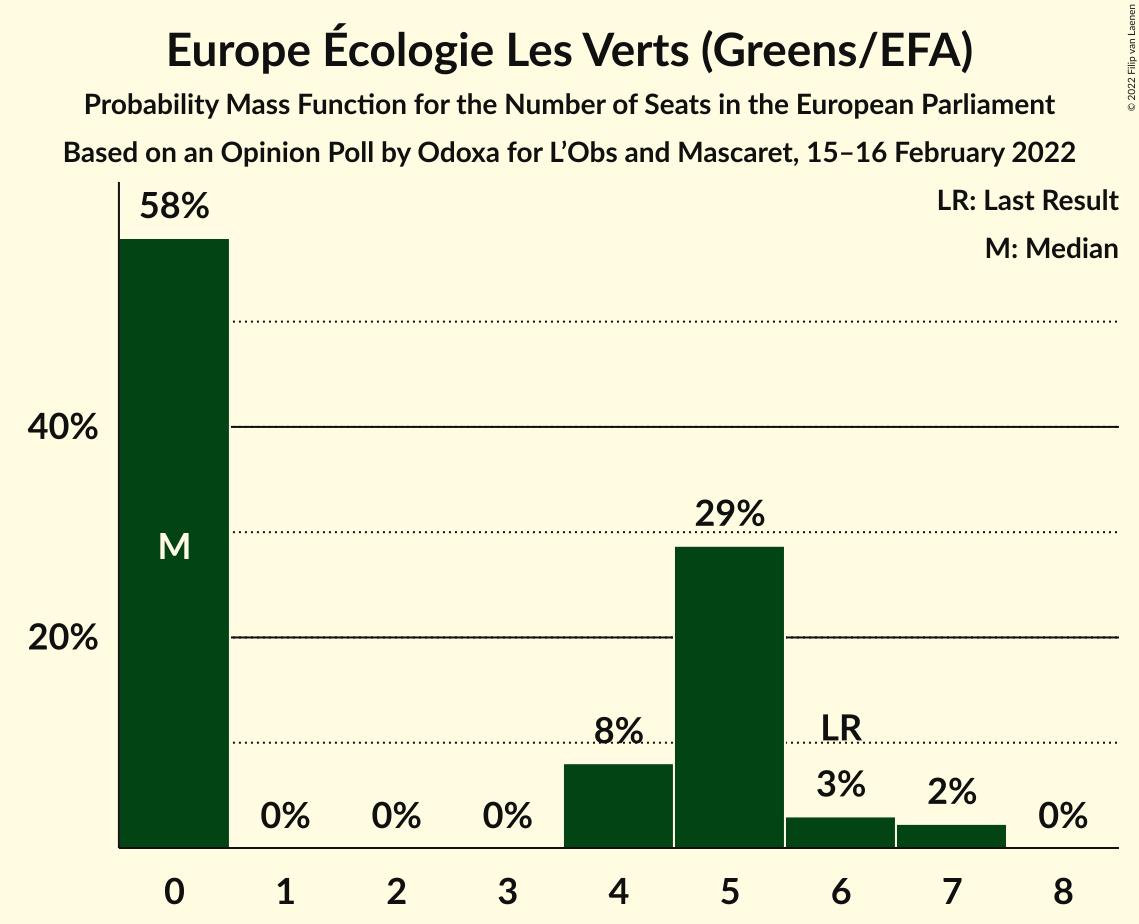 Europe Écologie Les Verts (Greens/EFA)
Probability Mass Function for the Number of Seats in the European Parliament
Based on an Opinion Poll by Odoxa for L’Obs and Mascaret, 15–16 February 2022
© 2022 Filip van Laenen
LR: Last Result
M: Median
58%
40%
M
29%
20%
8%
LR
3%
2%
0%
0%
0%
0%
0 1 2 3 4 5 6 7 8